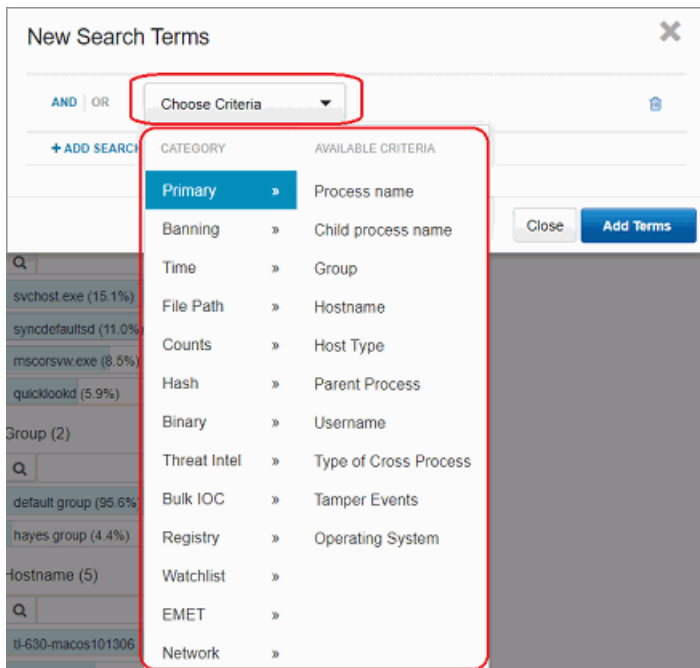 New Search Terms
AND | OR
Choose Criteria
+ ADD SEARCH
CATEGORY
AVAILABLE CRITERIA
Primary »
Banning »
Time »
File Path »
Counts »
Hash »
Binary »
Threat Intel »
Bulk IOC »
Registry »
Watchlist »
EMET »
Network »
Process name
Child process name
Group
Hostname
Host Type
Parent Process
Username
Type of Cross Process
Tamper Events
Operating System
Close
Add Terms
svchost.exe (15.1%)
syncdefaultsd (11.0%)
mscorsvw.exe (8.5%)
quicklookd (5.9%)
Group (2)
default group (95.6%)
hayes group (4.4%)
Hostname (5)
tl-630-macos101306